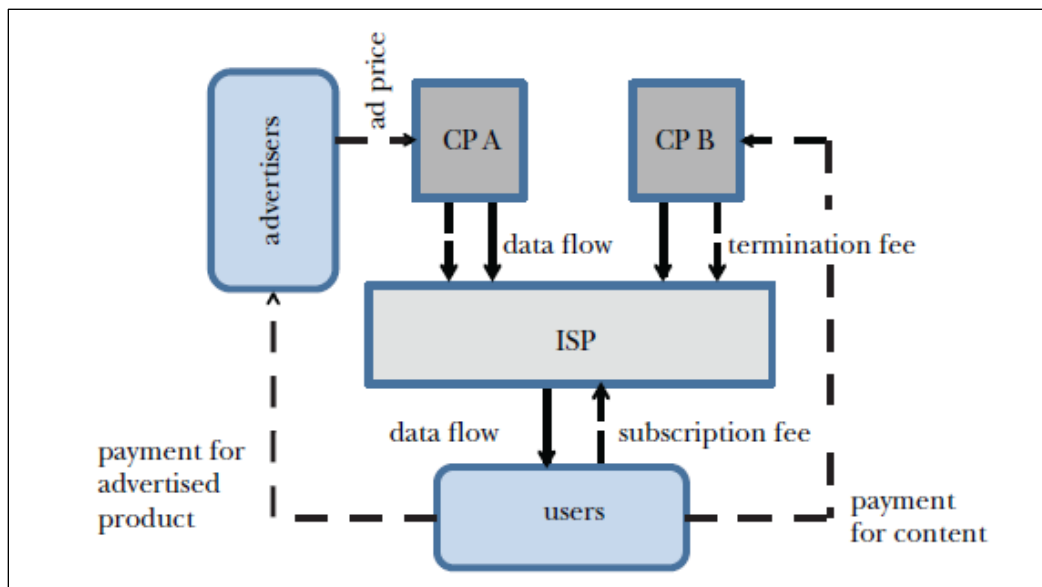 ad price
advertisers
CP A
CP B
data flow
termination fee
ISP
data flow
subscription fee
payment for
advertised
product
users
payment
for content